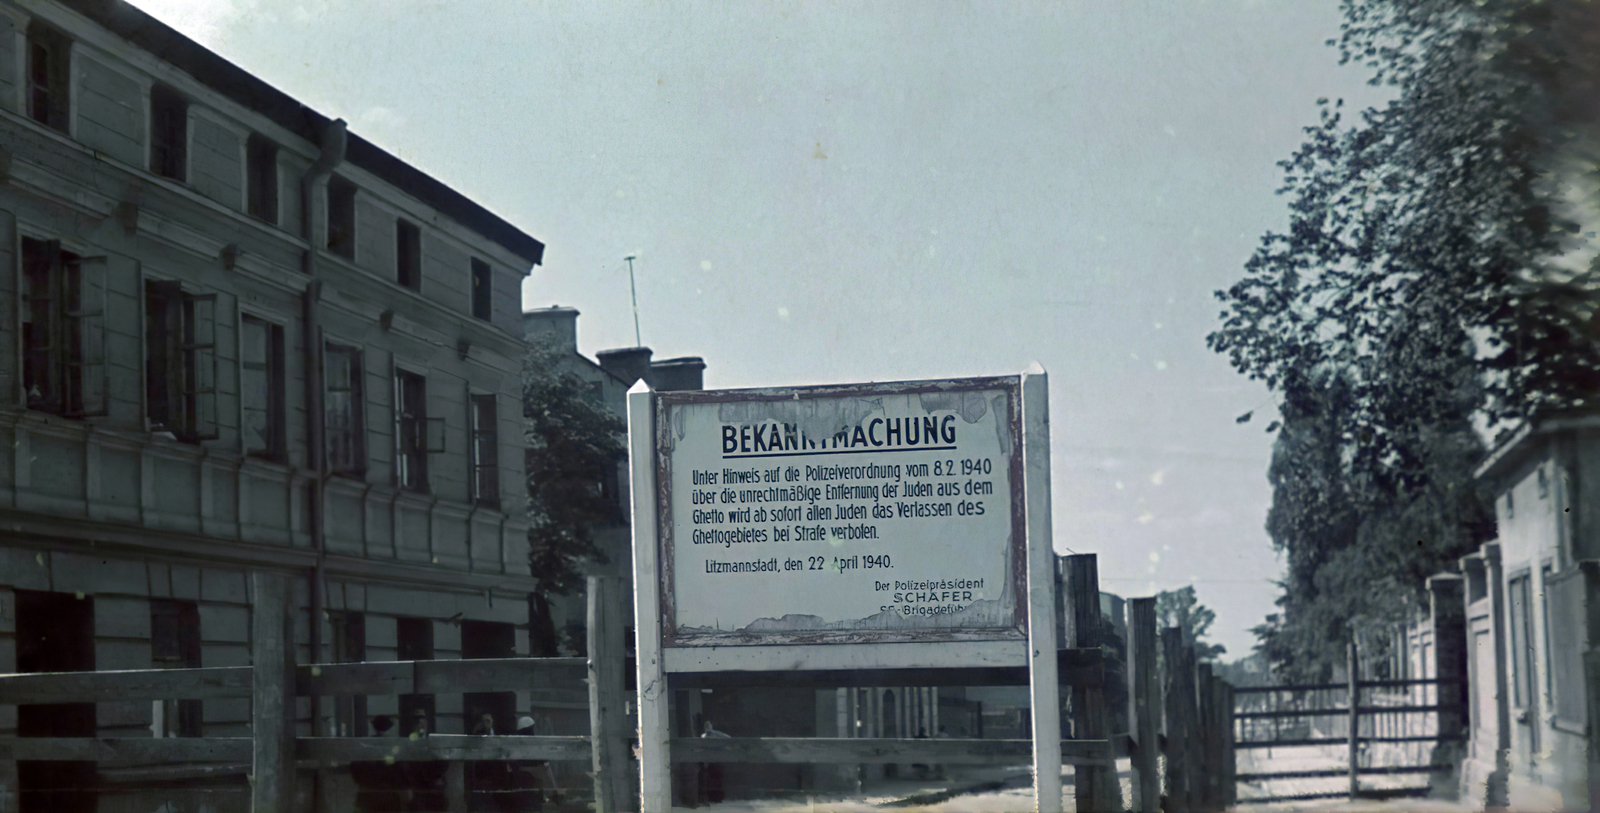 BEKANNTMACHUNG
Unter Hinweis auf die Polizeiverordnung vom 8.2. 1940
über die unrechtmäßige Entfernung der Juden aus dem
Ghetto wird ab sofort allen Juden das Verlassen des
Ghettogebietes bei Strafe verboten.
Litzmannstadt, den 22 April 1940.
Der Polizeipräsident
SCHÄFER